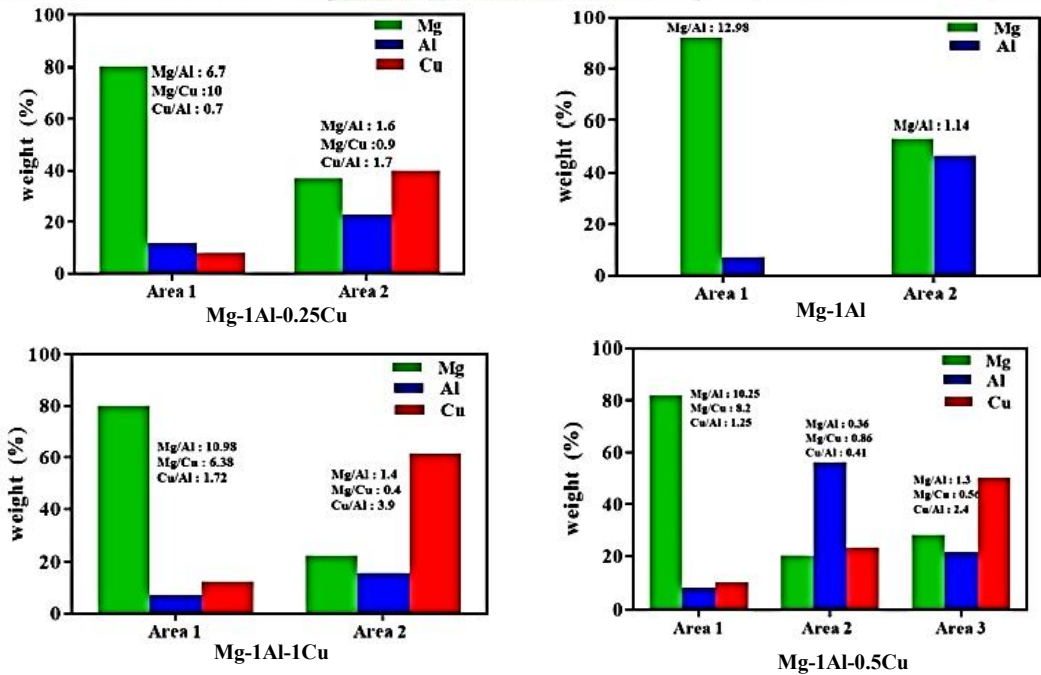 100
80
60
40
20
0
weight (%)
Mg
Al
Cu
Mg/Al : 6.7
Mg/Cu :10
Cu/Al : 0.7
Mg/Al : 1.6
Mg/Cu :0.9
Cu/Al : 1.7
Area 1
Area 2
Mg-1Al-0.25Cu
100
80
60
40
20
0
weight (%)
Mg
Al
Mg/Al : 12.98
Mg/Al : 1.14
Area 1
Area 2
Mg-1Al
100
80
60
40
20
0
weight (%)
Mg
Al
Cu
Mg/Al : 10.98
Mg/Cu : 6.38
Cu/Al : 1.72
Mg/Al : 1.4
Mg/Cu : 0.4
Cu/Al : 3.9
Area 1
Area 2
Mg-1Al-1Cu
100
80
60
40
20
0
weight (%)
Mg
Al
Cu
Mg/Al : 10.25
Mg/Cu : 8.2
Cu/Al : 1.25
Mg/Al : 0.36
Mg/Cu : 0.86
Cu/Al : 0.41
Mg/Al : 1.3
Mg/Cu : 0.56
Cu/Al : 2.4
Area 1
Area 2
Area 3
Mg-1Al-0.5Cu